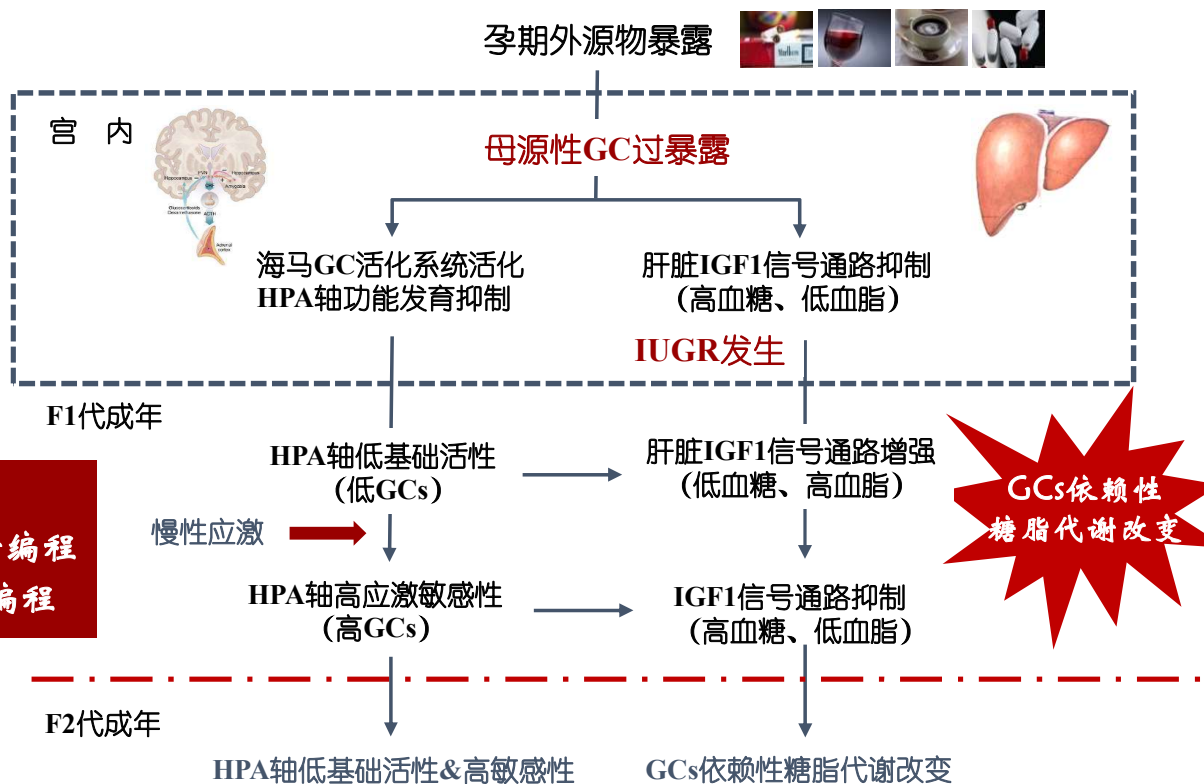 孕期外源物暴露
宫 内
母源性GC过暴露
海马GC活化系统活化
HPA轴功能发育抑制
肝脏IGF1信号通路抑制
（高血糖、低血脂）
IUGR发生
F1代成年
HPA轴低基础活性
（低GCs）
肝脏IGF1信号通路增强
（低血糖、高血脂）
GCs依赖性
糖脂代谢改变
慢性应激
编程
编程
HPA轴高应激敏感性
（高GCs）
IGF1信号通路抑制
（高血糖、低血脂）
F2代成年
HPA轴低基础活性&高敏感性
GCs依赖性糖脂代谢改变